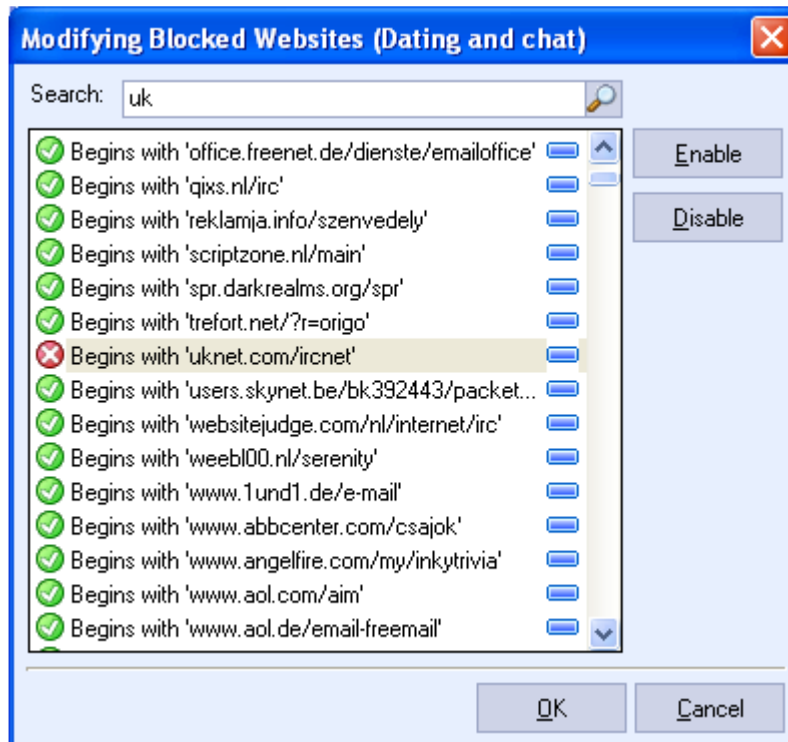 Modifying Blocked Websites (Dating and chat)
Search: uk
Begins with 'office.freenet.de/dienste/emailoffice'
Begins with 'qixs.nl/irc'
Begins with 'reklamja.info/szenvedely'
Begins with 'scriptzone.nl/main'
Begins with 'spr.darkrealms.org/spr'
Begins with 'trefort.net/?r=origo'
Begins with 'uknet.com/ircnet'
Begins with 'users.skynet.be/bk392443/packet...
Begins with 'websitejudge.com/nl/internet/irc'
Begins with 'weebl00.nl/serenity'
Begins with 'www.1und1.de/e-mail'
Begins with 'www.abbcenter.com/csajok'
Begins with 'www.angelfire.com/my/inkytrivia'
Begins with 'www.aol.com/aim'
Begins with 'www.aol.de/email-freemail'
Enable
Disable
OK
Cancel